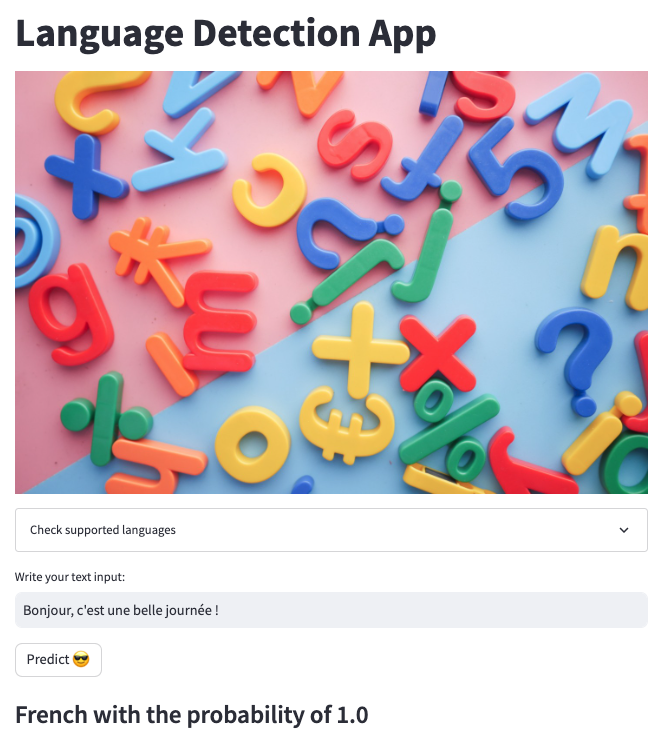 Language Detection App
Check supported languages
Write your text input:
Bonjour, c'est une belle journée !
Predict 😎
French with the probability of 1.0